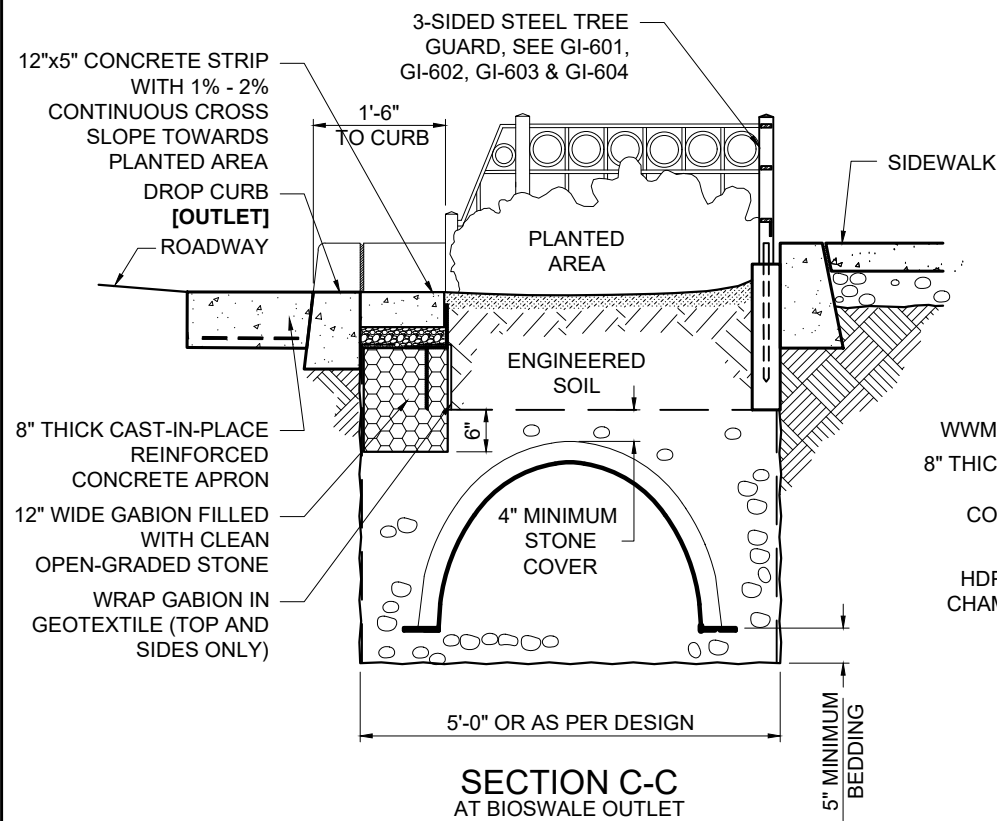 3-SIDED STEEL TREE
GUARD, SEE GI-601,
GI-602, GI-603 & GI-604
12"x5" CONCRETE STRIP
WITH 1% - 2%
CONTINUOUS CROSS
SLOPE TOWARDS
PLANTED AREA
1'-6"
TO CURB
DROP CURB
[OUTLET]
ROADWAY
SIDEWALK
PLANTED
AREA
ENGINEERED
SOIL
6"
8" THICK CAST-IN-PLACE
REINFORCED
CONCRETE APRON
12" WIDE GABION FILLED
WITH CLEAN
OPEN-GRADED STONE
WRAP GABION IN
GEOTEXTILE (TOP AND
SIDES ONLY)
4" MINIMUM
STONE
COVER
WWM
8" THIC
CO
CHAM
5'-0" OR AS PER DESIGN
5" MINIMUM
BEDDING
SECTION C-C
AT BIOSWALE OUTLET